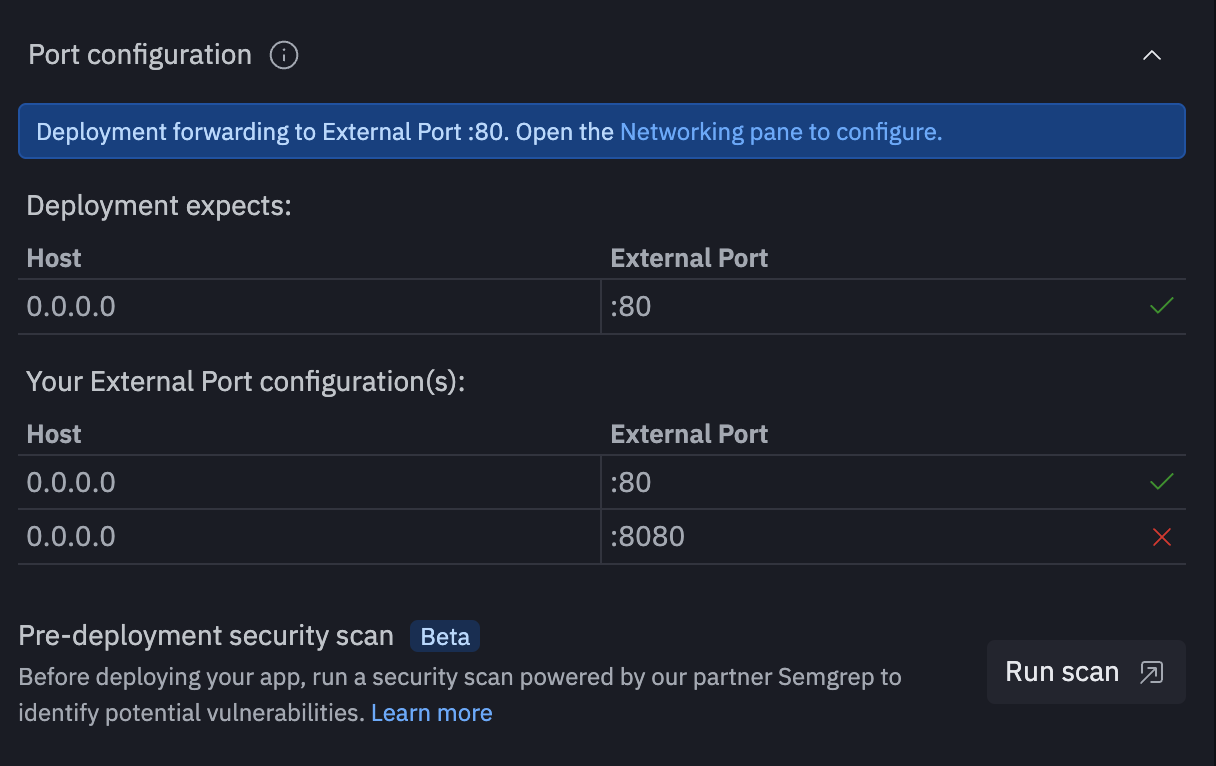 Port configuration
Deployment forwarding to External Port :80. Open the Networking pane to configure.
Deployment expects:
Host External Port
0.0.0.0 :80
Your External Port configuration(s):
Host External Port
0.0.0.0 :80
0.0.0.0 :8080
Pre-deployment security scan Beta
Before deploying your app, run a security scan powered by our partner Semgrep to
identify potential vulnerabilities. Learn more
Run scan